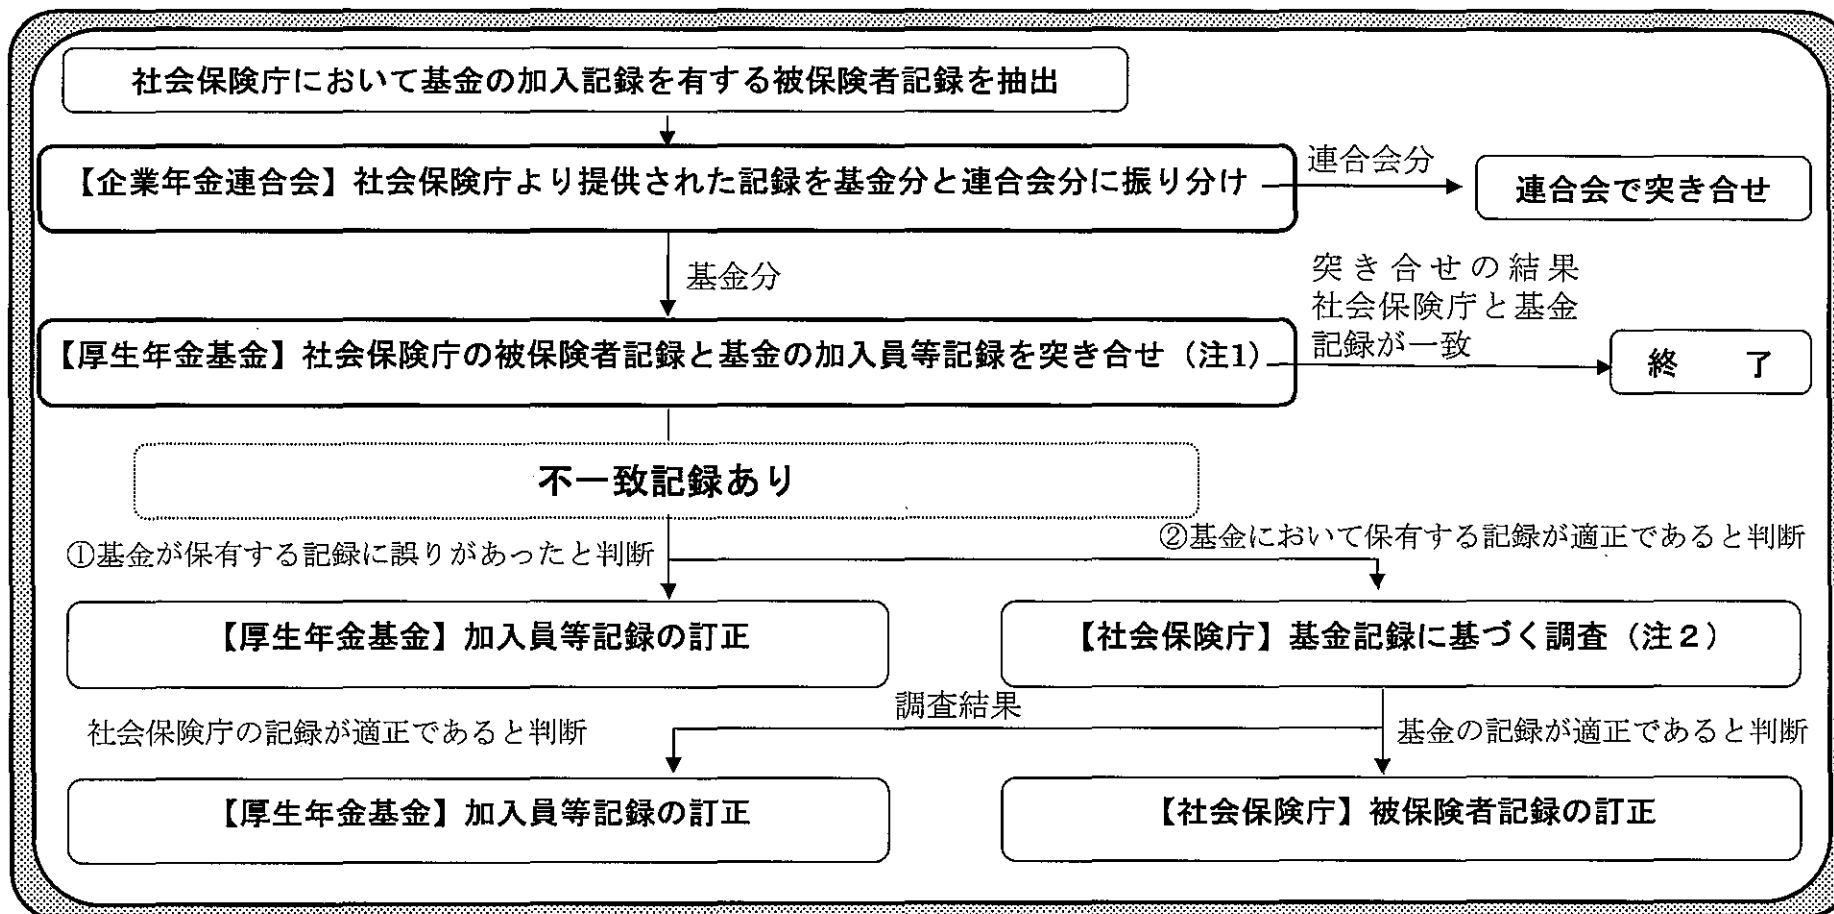 社会保険庁において基金の加入記録を有する被保険者記録を抽出
【企業年金連合会】社会保険庁より提供された記録を基金分と連合会分に振り分け
連合会分
連合会で突き合せ
基金分
突き合せの結果
社会保険庁と基金
記録が一致
【厚生年金基金】社会保険庁の被保険者記録と基金の加入員等記録を突き合せ（注1）
終　了
不一致記録あり
①基金が保有する記録に誤りがあったと判断
②基金において保有する記録が適正であると判断
【厚生年金基金】加入員等記録の訂正
【社会保険庁】基金記録に基づく調査（注２）
調査結果
社会保険庁の記録が適正であると判断
基金の記録が適正であると判断
【厚生年金基金】加入員等記録の訂正
【社会保険庁】被保険者記録の訂正